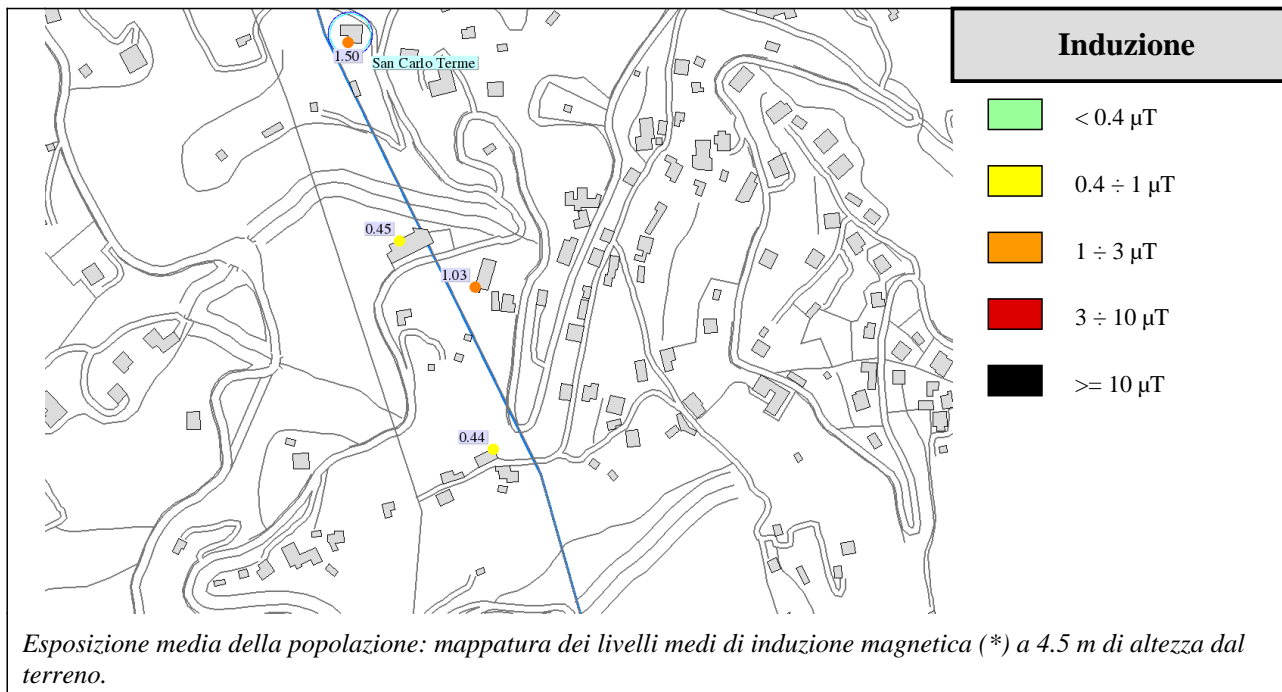 1.50
San Carlo Terme
0.45
1.03
0.44
Induzione
< 0.4 µT
0.4 ÷ 1 µT
1 ÷ 3 µT
3 ÷ 10 µT
>= 10 µT
Esposizione media della popolazione: mappatura dei livelli medi di induzione magnetica (*) a 4.5 m di altezza dal
terreno.